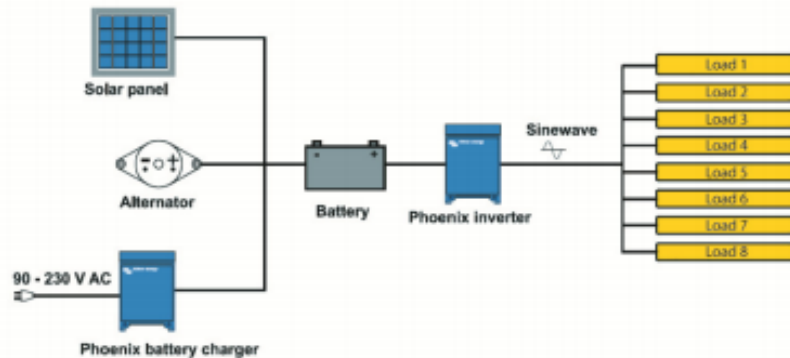 Solar panel
Alternator
90 - 230 V AC
Phoenix battery charger
Battery
Phoenix inverter
Sinewave
Load 1
Load 2
Load 3
Load 4
Load 5
Load 6
Load 7
Load 8